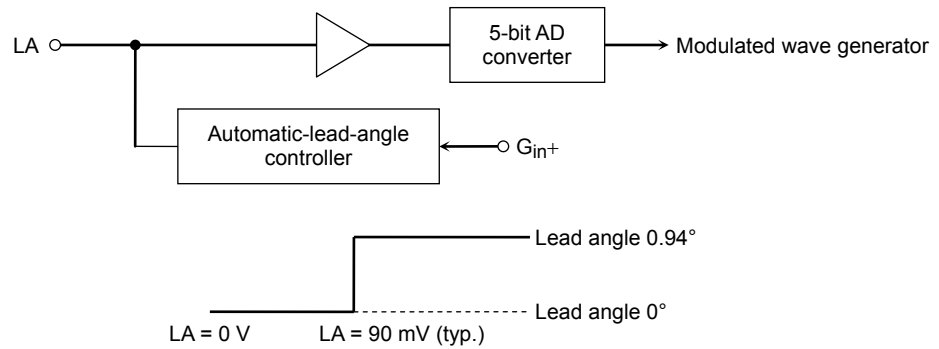 LA
5-bit AD
converter
Modulated wave generator
Automatic-lead-angle
controller
Gin+
Lead angle 0.94°
Lead angle 0°
LA = 0 V
LA = 90 mV (typ.)